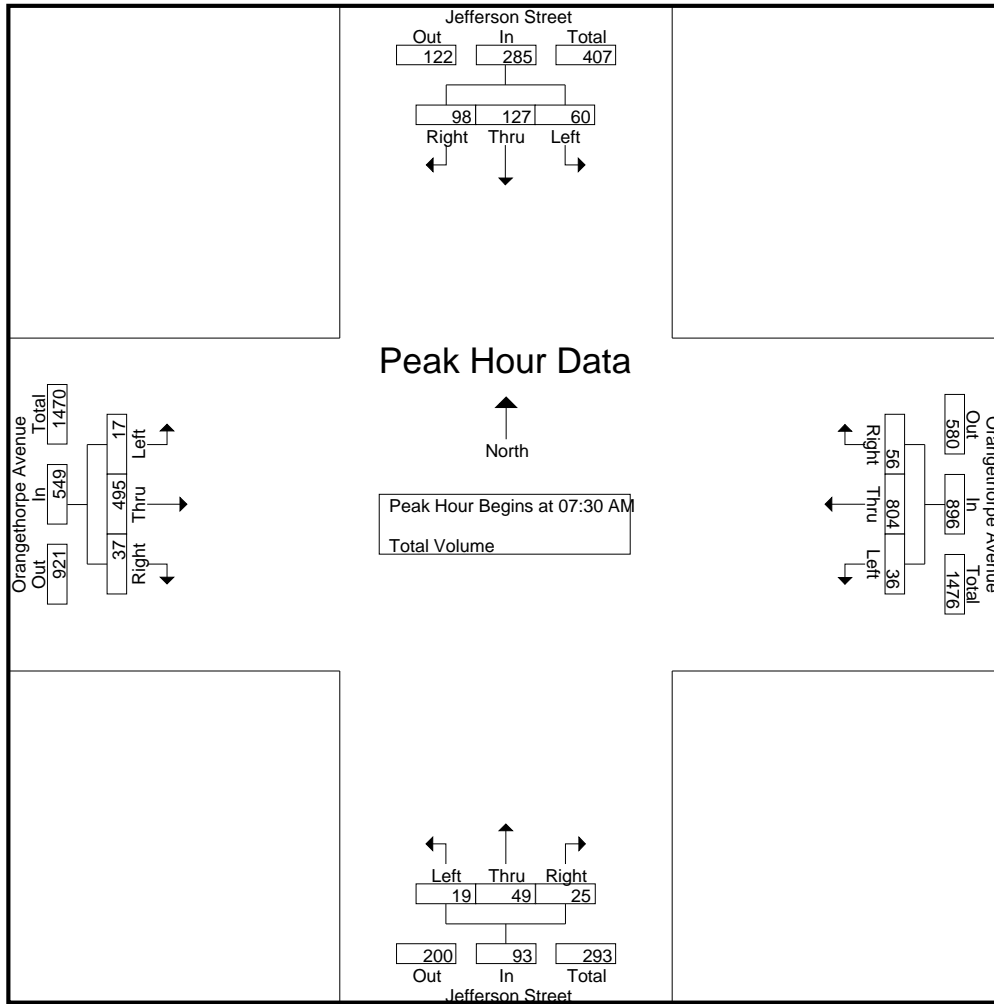 Jefferson Street
Out In Total
122 285 407
98 127 60
Right Thru Left
Peak Hour Data
North
Peak Hour Begins at 07:30 AM
Total Volume
Orangethorpe Avenue
Total In Out
1470 549 921
17 495 37
Left Thru Right
Orangethorpe Avenue
Out In Total
580 896 1476
56 804 36
Right Thru Left
Left Thru Right
19 49 25
200 93 293
Out In Total
Jefferson Street